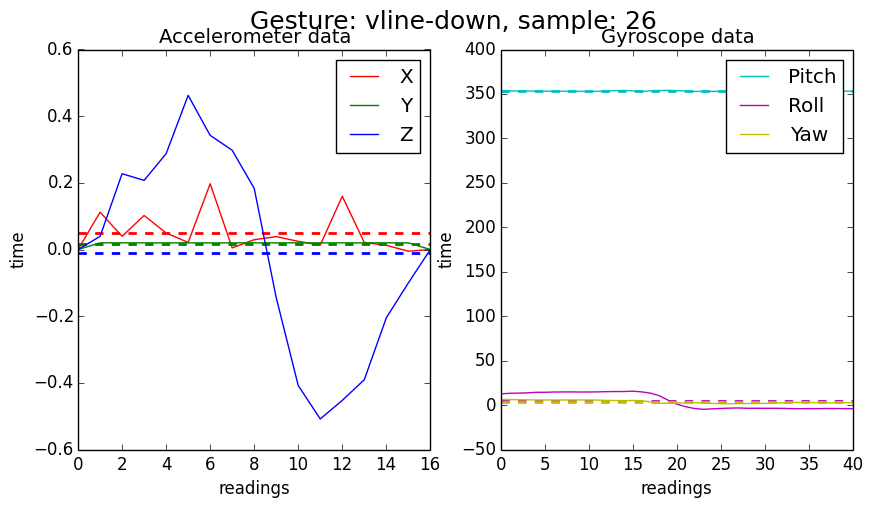 Gesture: vline-down, sample: 26
Accelerometer data
0.6
0.4
0.2
0.0
−0.2
−0.4
−0.6
time
0 2 4 6 8 10 12 14 16
readings
X
Y
Z
Gyroscope data
400
350
300
250
200
150
100
50
0
−50
time
0 5 10 15 20 25 30 35 40
readings
Pitch
Roll
Yaw